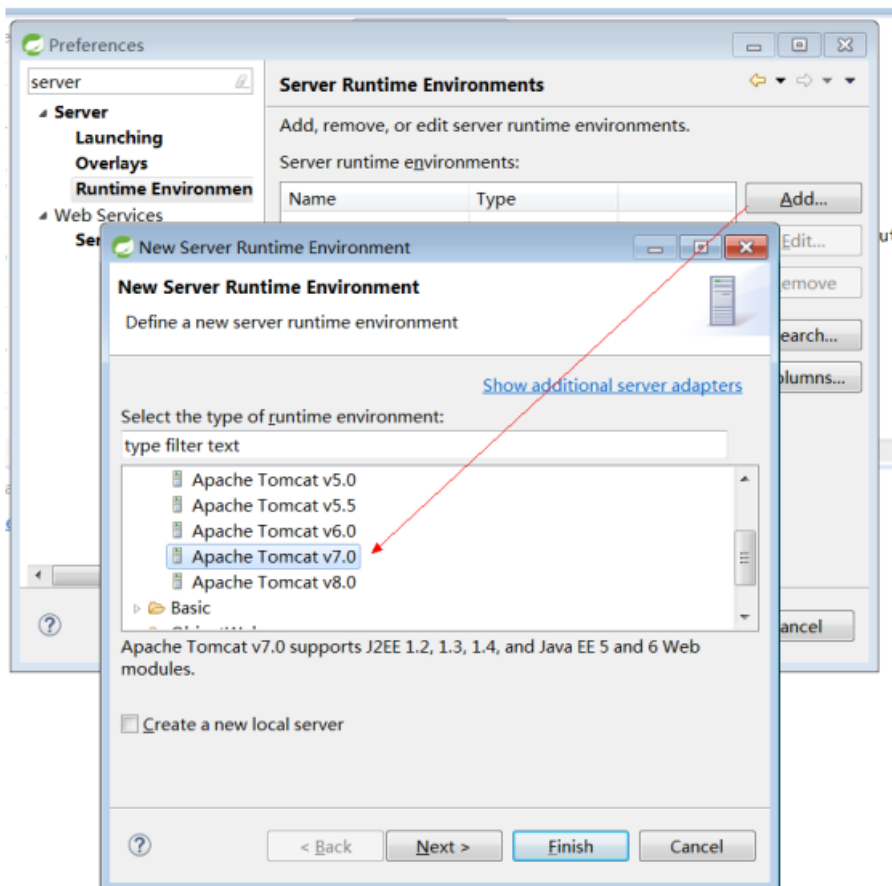 Preferences
server
Server Runtime Environments
Server
Launching
Overlays
Runtime Environmen
Web Services
Ser
Add, remove, or edit server runtime environments.
Server runtime environments:
Name Type
Add...
Edit...
emove
earch...
olumns...
ancel
New Server Runtime Environment
New Server Runtime Environment
Define a new server runtime environment
Show additional server adapters
Select the type of runtime environment:
type filter text
Apache Tomcat v5.0
Apache Tomcat v5.5
Apache Tomcat v6.0
Apache Tomcat v7.0
Apache Tomcat v8.0
Basic
Apache Tomcat v7.0 supports J2EE 1.2, 1.3, 1.4, and Java EE 5 and 6 Web
modules.
Create a new local server
< Back Next > Finish Cancel